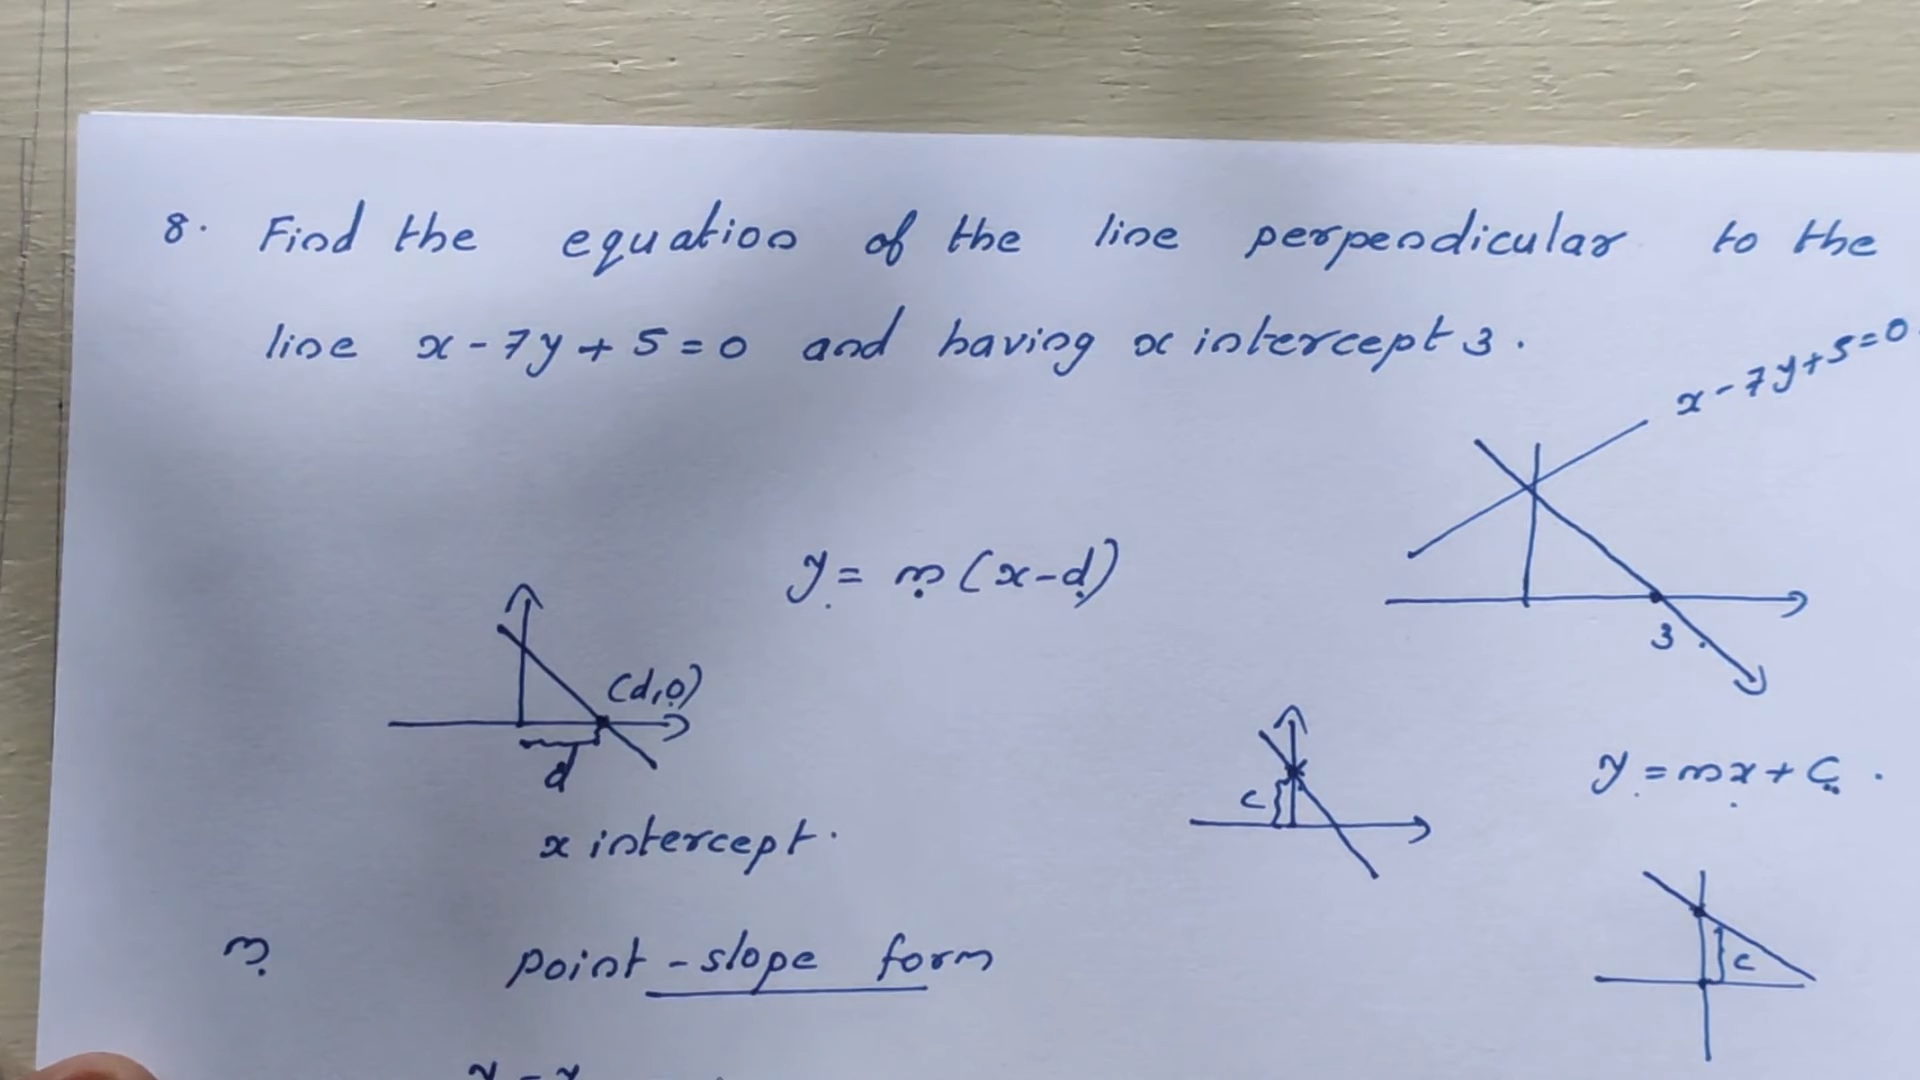 8. Find the equation of the line perpendicular to the
line x - 7y + 5 = 0 and having x intercept 3.
x - 7y + 5 = 0
y = m (x - d)
3
(d, 0)
d
c
y = mx + c.
x intercept.
c
m
point - slope form